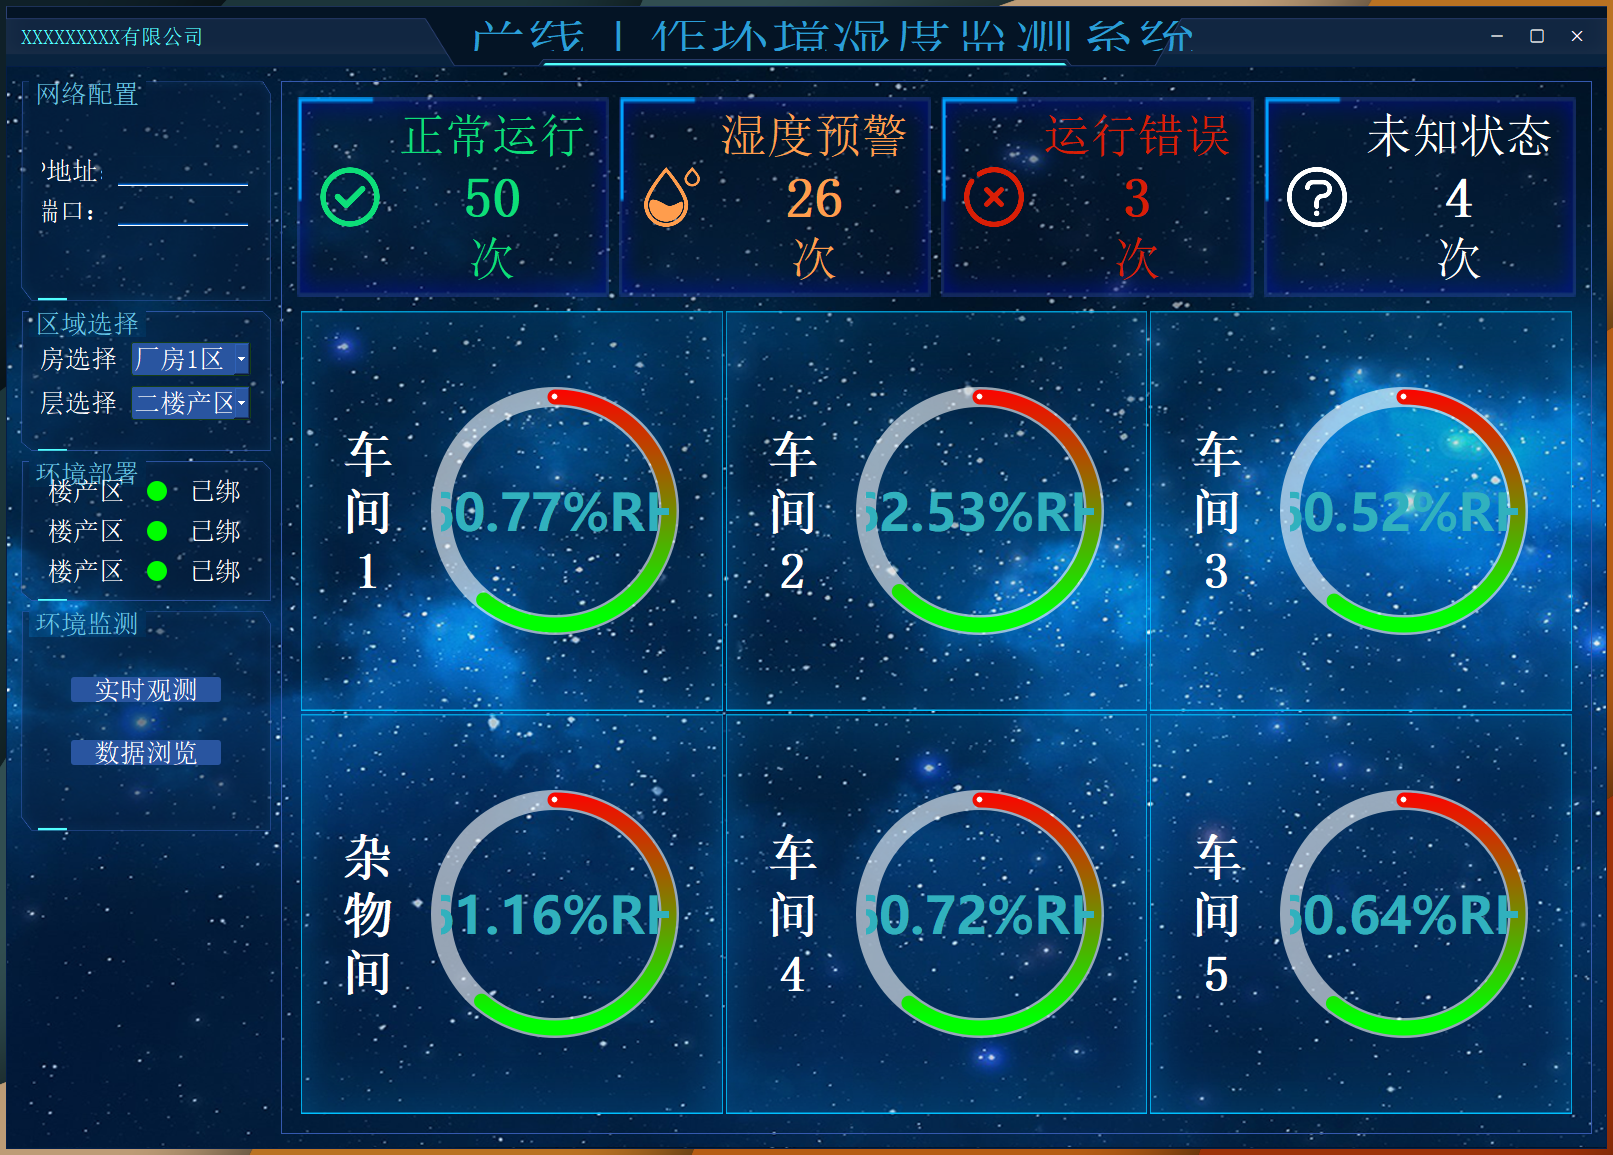 XXXXXXXXX有限公司
产线工作环境湿度监测系统
网络配置
地址:
端口:
区域选择
房选择 厂房1区
层选择 二楼产区
环境部署
楼产区 已绑
楼产区 已绑
楼产区 已绑
环境监测
实时观测
数据浏览
正常运行
50
次
湿度预警
26
次
运行错误
3
次
未知状态
4
次
车间1
60.77%RH
车间2
62.53%RH
车间3
60.52%RH
杂物间
61.16%RH
车间4
60.72%RH
车间5
60.64%RH